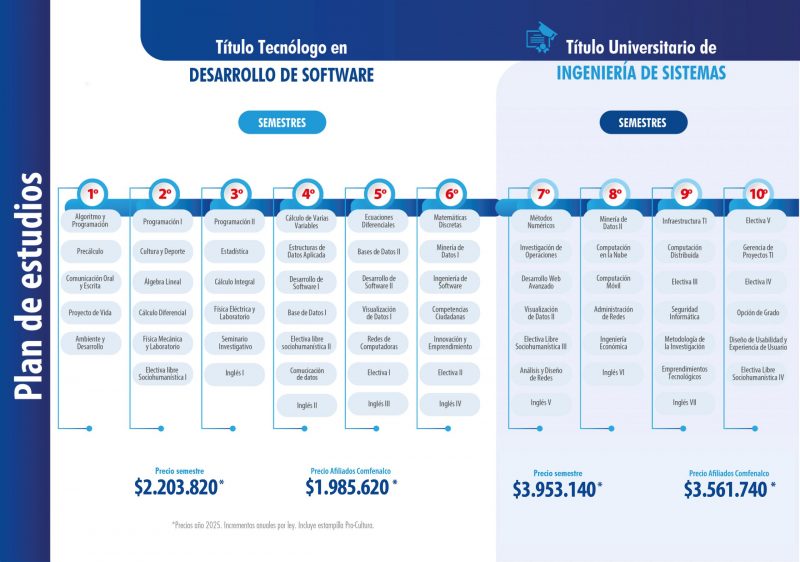 Plan de estudios
Título Tecnólogo en
DESARROLLO DE SOFTWARE
SEMESTRES
Título Universitario de
INGENIERÍA DE SISTEMAS
SEMESTRES
1º
Algoritmo y
Programación
Precálculo
Comunicación Oral
y Escrita
Proyecto de Vida
Ambiente y
Desarrollo
2º
Programación I
Cultura y Deporte
Álgebra Lineal
Cálculo Diferencial
Física Mecánica
y Laboratorio
Electiva libre
Sociohumanística I
3º
Programación II
Estadística
Cálculo Integral
Física Eléctrica y
Laboratorio
Seminario
Investigativo
Inglés I
4º
Cálculo de Varias
Variables
Estructuras de
Datos Aplicada
Desarrollo de
Software I
Base de Datos I
Electiva libre
sociohumanística II
Comucicación
de datos
Inglés II
5º
Ecuaciones
Diferenciales
Bases de Datos II
Desarrollo de
Software II
Visualización
de Datos I
Redes de
Computadoras
Electiva I
Inglés III
6º
Matemáticas
Discretas
Minería de
Datos I
Ingeniería de
Software
Competencias
Ciudadanas
Innovación y
Emprendimiento
Electiva II
Inglés IV
7º
Métodos
Numéricos
Investigación de
Operaciones
Desarrollo Web
Avanzado
Visualización
de Datos II
Electiva Libre
Sociohumanística III
Análisis y Diseño
de Redes
Inglés V
8º
Minería de
Datos II
Computación
en la Nube
Computación
Móvil
Administración
de Redes
Ingeniería
Económica
Inglés VI
9º
Infraestructura TI
Computación
Distribuida
Electiva III
Seguridad
Informática
Metodología de
la Investigación
Emprendimientos
Tecnológicos
Inglés VII
10º
Electiva V
Gerencia de
Proyectos TI
Electiva IV
Opción de Grado
Diseño de Usabilidad y
Experiencia de Usuario
Electiva Libre
Sociohumanística IV
Precio semestre
$2.203.820*
Precio Afiliados Comfenalco
$1.985.620 *
Precio semestre
$3.953.140*
Precio Afiliados Comfenalco
$3.561.740 *
*Precios año 2025. Incrementos anuales por ley. Incluye estampilla Pro-Cultura.